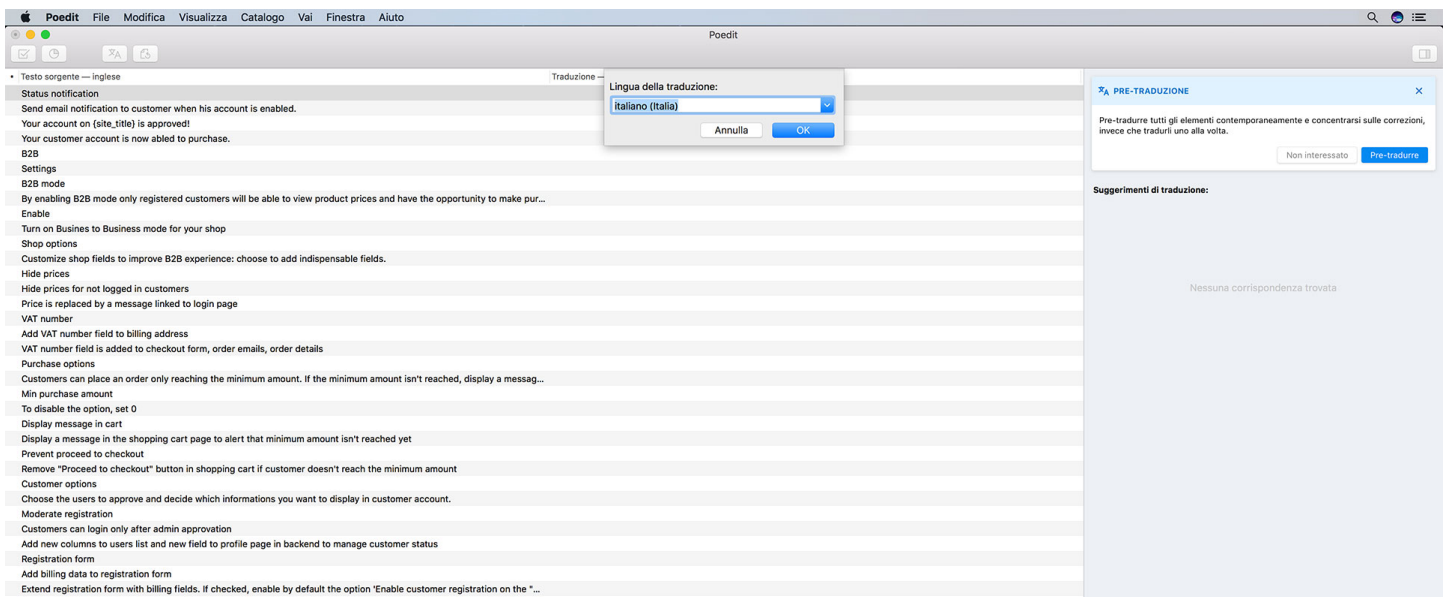 Poedit File Modifica Visualizza Catalogo Vai Finestra Aiuto
Poedit
• Testo sorgente — inglese
Traduzione —
Lingua della traduzione:
italiano (Italia)
Annulla OK
Status notification
Send email notification to customer when his account is enabled.
Your account on {site_title} is approved!
Your customer account is now abled to purchase.
B2B
Settings
B2B mode
By enabling B2B mode only registered customers will be able to view product prices and have the opportunity to make pur...
Enable
Turn on Busines to Business mode for your shop
Shop options
Customize shop fields to improve B2B experience: choose to add indispensable fields.
Hide prices
Hide prices for not logged in customers
Price is replaced by a message linked to login page
VAT number
Add VAT number field to billing address
VAT number field is added to checkout form, order emails, order details
Purchase options
Customers can place an order only reaching the minimum amount. If the minimum amount isn't reached, display a messag...
Min purchase amount
To disable the option, set 0
Display message in cart
Display a message in the shopping cart page to alert that minimum amount isn't reached yet
Prevent proceed to checkout
Remove "Proceed to checkout" button in shopping cart if customer doesn't reach the minimum amount
Customer options
Choose the users to approve and decide which informations you want to display in customer account.
Moderate registration
Customers can login only after admin approvation
Add new columns to users list and new field to profile page in backend to manage customer status
Registration form
Add billing data to registration form
Extend registration form with billing fields. If checked, enable by default the option 'Enable customer registration on the "...
PRE-TRADUZIONE
Pre-tradurre tutti gli elementi contemporaneamente e concentrarsi sulle correzioni,
invece che tradurli uno alla volta.
Non interessato Pre-tradurre
Suggerimenti di traduzione:
Nessuna corrispondenza trovata